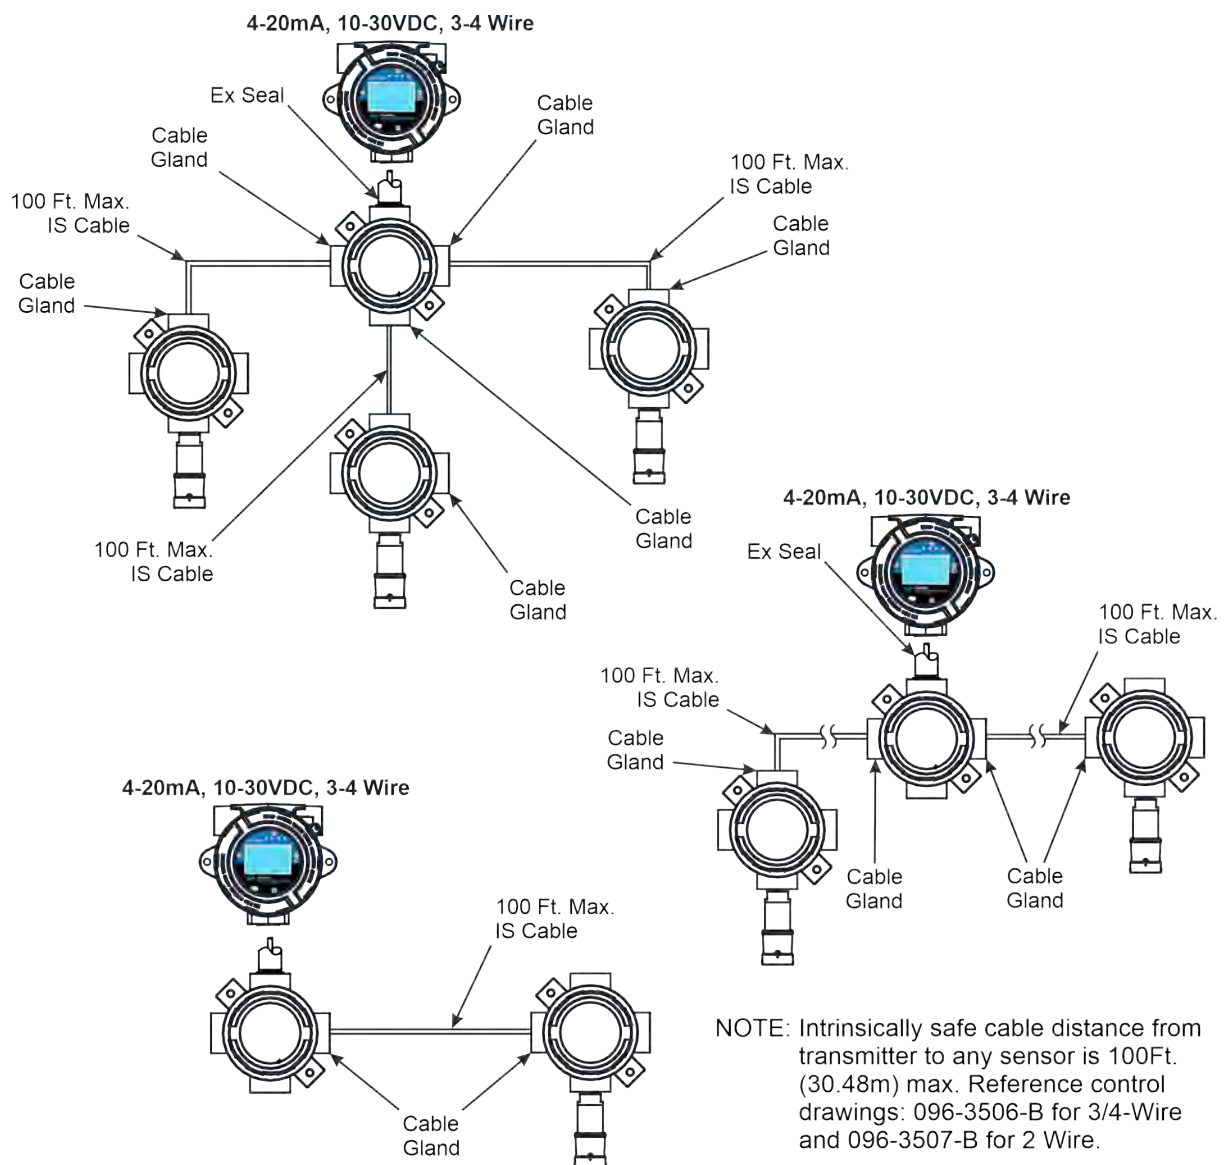 4-20mA, 10-30VDC, 3-4 Wire
Ex Seal
Cable
Gland
Cable
Gland
100 Ft. Max.
IS Cable
100 Ft. Max.
IS Cable
Cable
Gland
Cable
Gland
Cable
Gland
100 Ft. Max.
IS Cable
Cable
Gland
4-20mA, 10-30VDC, 3-4 Wire
Ex Seal
100 Ft. Max.
IS Cable
100 Ft. Max.
IS Cable
Cable
Gland
Cable
Gland
Cable
Gland
4-20mA, 10-30VDC, 3-4 Wire
100 Ft. Max.
IS Cable
Cable
Gland
NOTE: Intrinsically safe cable distance from
transmitter to any sensor is 100Ft.
(30.48m) max. Reference control
drawings: 096-3506-B for 3/4-Wire
and 096-3507-B for 2 Wire.